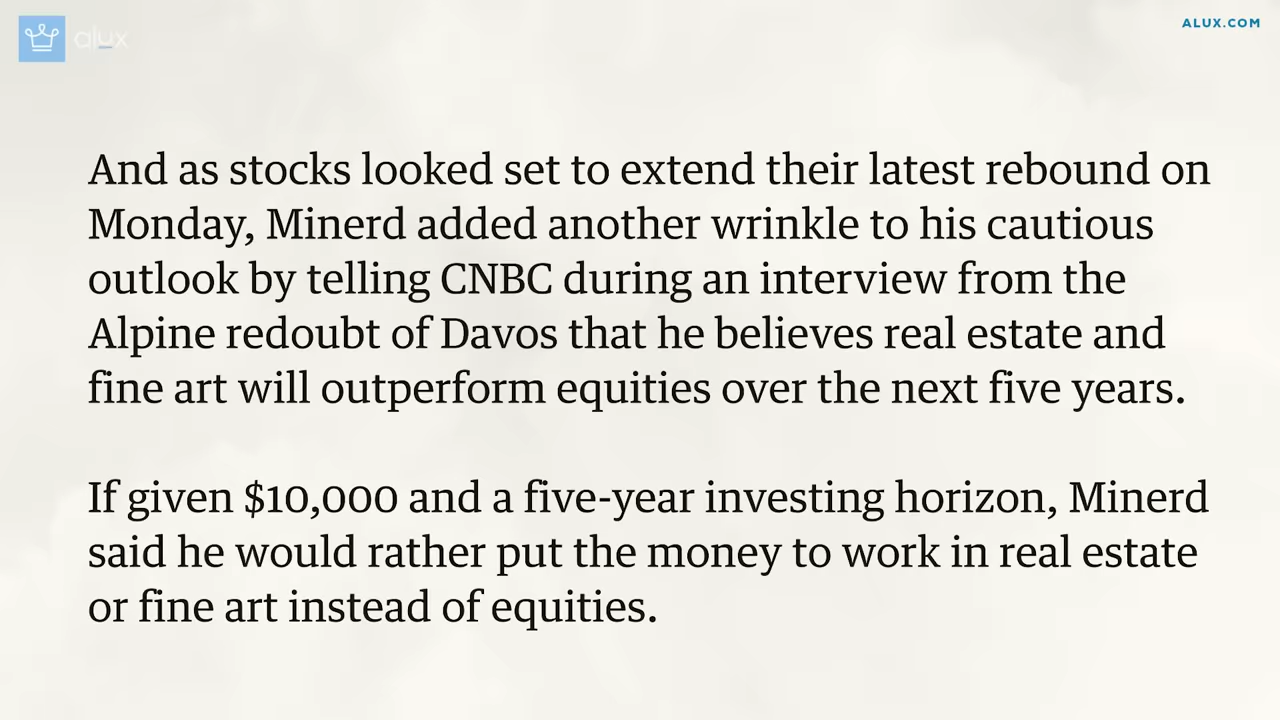 alux
ALUX.COM
And as stocks looked set to extend their latest rebound on
Monday, Minerd added another wrinkle to his cautious
outlook by telling CNBC during an interview from the
Alpine redoubt of Davos that he believes real estate and
fine art will outperform equities over the next five years.
If given $10,000 and a five-year investing horizon, Minerd
said he would rather put the money to work in real estate
or fine art instead of equities.